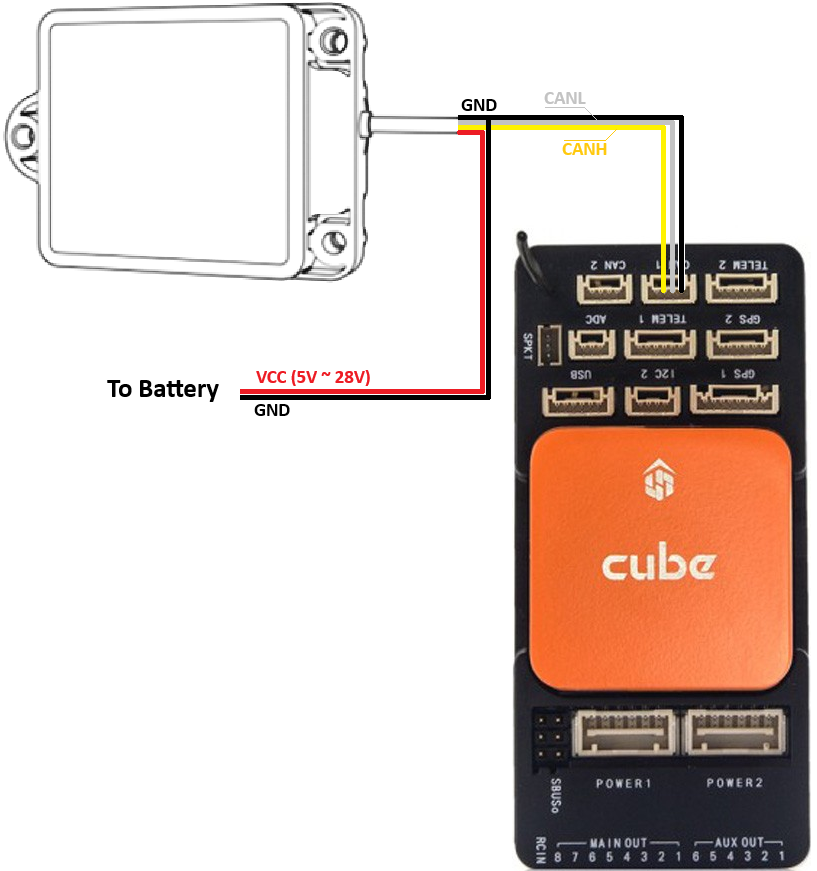 GND
CANL
CANH
CAN 2
CAN 1
TELEM 2
ADC
TELEM 1
GPS 2
SPKT
USB
I2C 2
GPS 1
VCC (5V ~ 28V)
To Battery
GND
cube
POWER1
POWER2
SBUSo
RCIN
MAIN OUT
AUX OUT
8 7 6 5 4 3 2 1
6 5 4 3 2 1